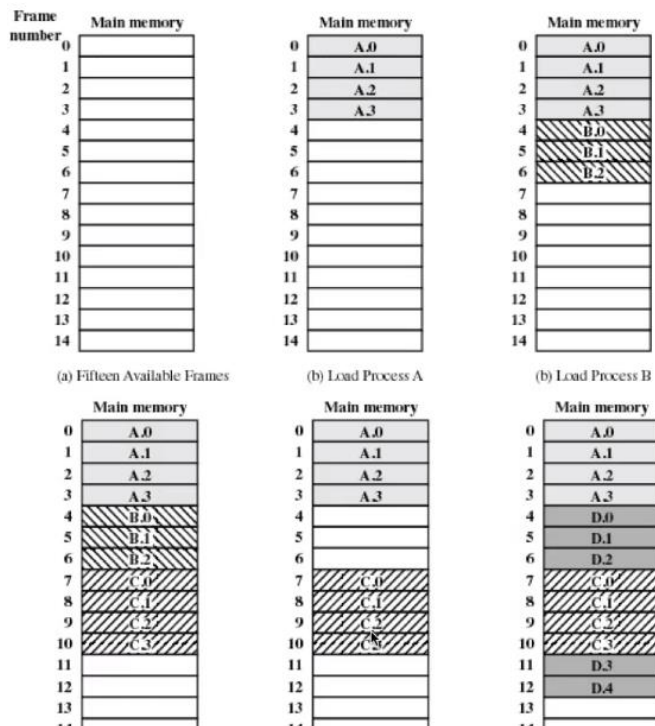 Frame number Main memory Main memory Main memory
0 0 A.0 0 A.0
1 1 A.1 1 A.1
2 2 A.2 2 A.2
3 3 A.3 3 A.3
4 4 4 B.0
5 5 5 B.1
6 6 6 B.2
7 7 7
8 8 8
9 9 9
10 10 10
11 11 11
12 12 12
13 13 13
14 14 14
(a) Fifteen Available Frames (b) Load Process A (b) Load Process B
Main memory Main memory Main memory
0 A.0 0 A.0 0 A.0
1 A.1 1 A.1 1 A.1
2 A.2 2 A.2 2 A.2
3 A.3 3 A.3 3 A.3
4 B.0 4 4 D.0
5 B.1 5 5 D.1
6 B.2 6 6 D.2
7 C.0 7 C.0 7 C.0
8 C.1 8 C.1 8 C.1
9 C.2 9 C.2 9 C.2
10 C.3 10 C.3 10 C.3
11 11 11 D.3
12 12 12 D.4
13 13 13